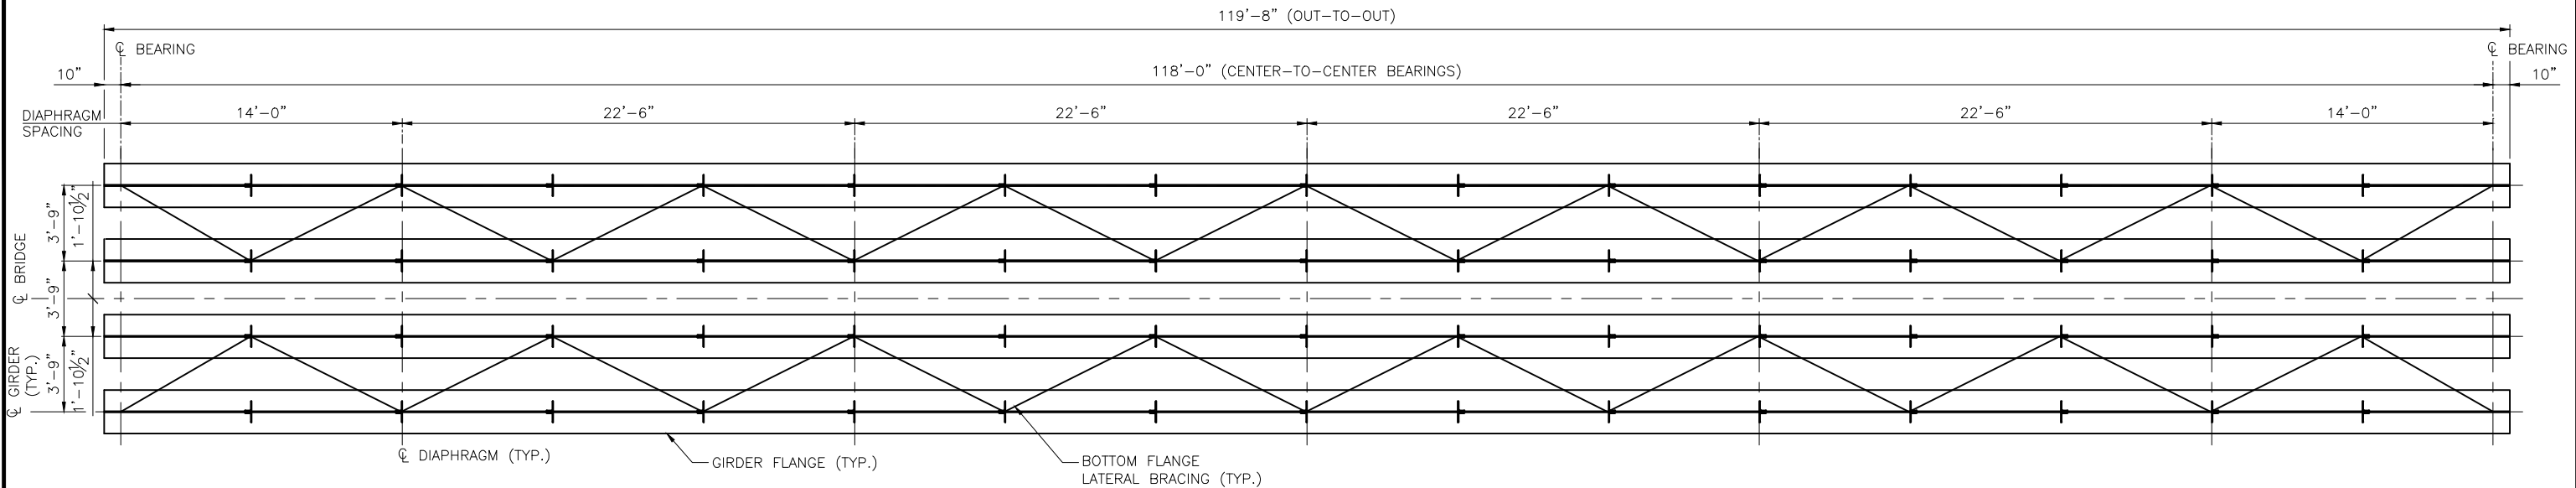 119'-8" (OUT-TO-OUT)
℄ BEARING
℄ BEARING
10"
118'-0" (CENTER-TO-CENTER BEARINGS)
10"
DIAPHRAGM
SPACING
14'-0"
22'-6"
22'-6"
22'-6"
22'-6"
14'-0"
3'-9"
1'-10½"
℄ BRIDGE
3'-9"
℄ GIRDER
(TYP.)
3'-9"
1'-10½"
℄ DIAPHRAGM (TYP.)
GIRDER FLANGE (TYP.)
BOTTOM FLANGE
LATERAL BRACING (TYP.)